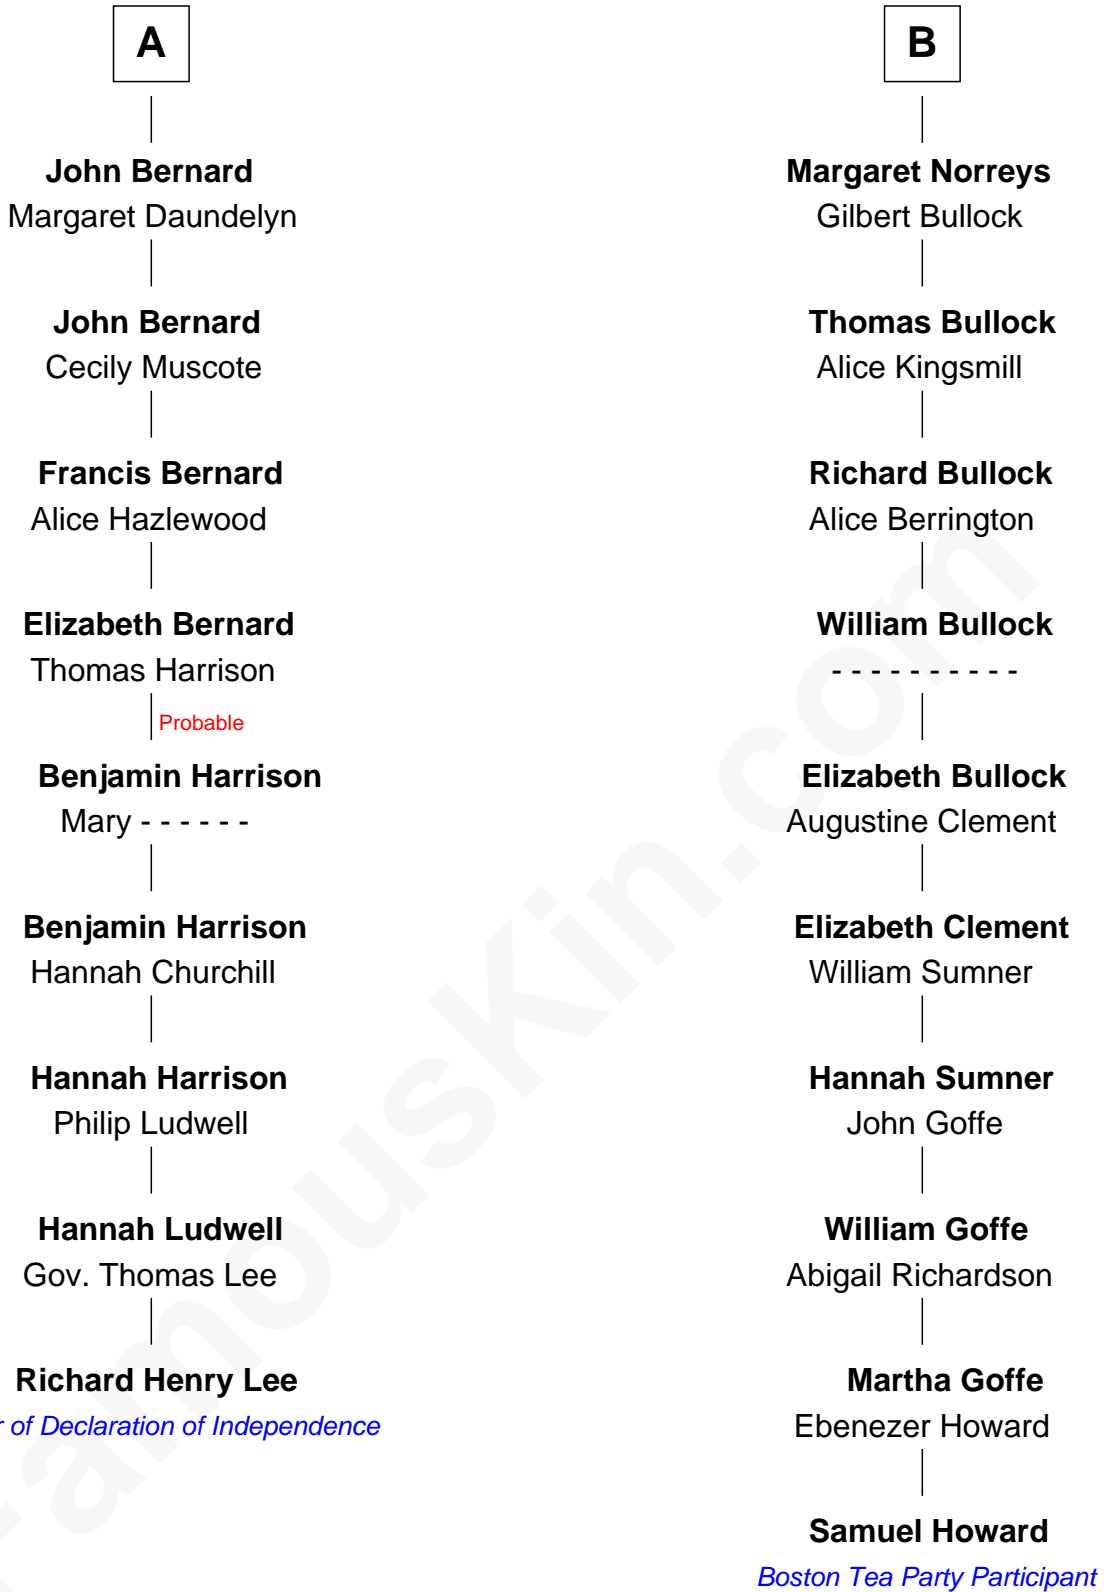 A
John Bernard
Margaret Daundelyn
John Bernard
Cecily Muscote
Francis Bernard
Alice Hazlewood
Elizabeth Bernard
Thomas Harrison
Probable
Benjamin Harrison
Mary - - - - - -
Benjamin Harrison
Hannah Churchill
Hannah Harrison
Philip Ludwell
Hannah Ludwell
Gov. Thomas Lee
Richard Henry Lee
of Declaration of Independence
B
Margaret Norreys
Gilbert Bullock
Thomas Bullock
Alice Kingsmill
Richard Bullock
Alice Berrington
William Bullock
- - - - - - - - - -
Elizabeth Bullock
Augustine Clement
Elizabeth Clement
William Sumner
Hannah Sumner
John Goffe
William Goffe
Abigail Richardson
Martha Goffe
Ebenezer Howard
Samuel Howard
Boston Tea Party Participant
FamousKin.com